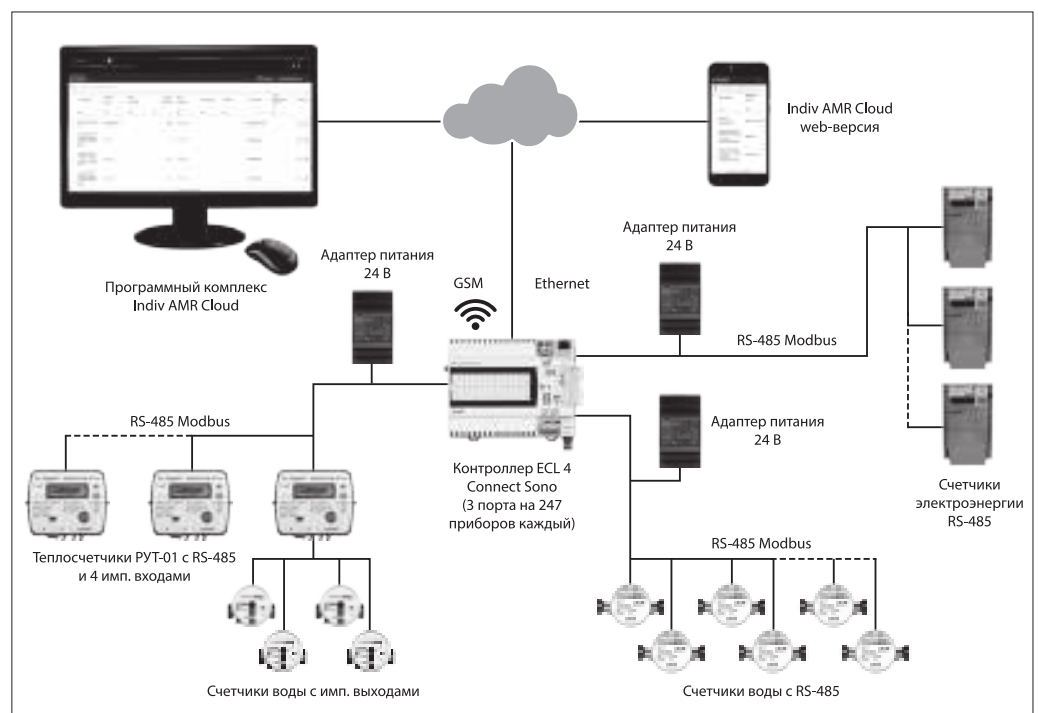 Indiv AMR Cloud
web-версия
Адаптер питания
24 В
Адаптер питания
24 В
GSM
Ethernet
Программный комплекс
Indiv AMR Cloud
RS-485 Modbus
RS-485 Modbus
Адаптер питания
24 В
Контроллер ECL 4
Connect Sono
(3 порта на 247
приборов каждый)
Счетчики
электроэнергии
RS-485
Теплосчетчики РУТ-01 с RS-485
и 4 имп. входами
RS-485 Modbus
Счетчики воды с имп. выходами
Счетчики воды с RS-485